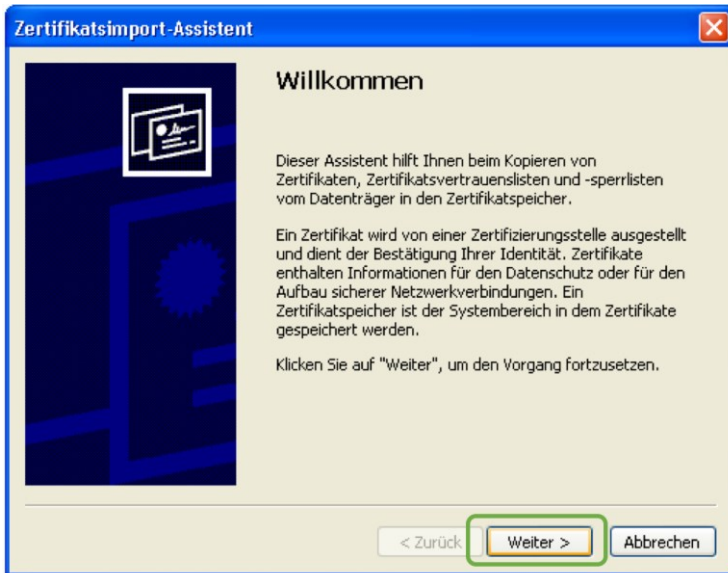 Zertifikatsimport-Assistent
Willkommen
Dieser Assistent hilft Ihnen beim Kopieren von
Zertifikaten, Zertifikatsvertrauenslisten und -sperrlisten
vom Datenträger in den Zertifikatspeicher.
Ein Zertifikat wird von einer Zertifizierungsstelle ausgestellt
und dient der Bestätigung Ihrer Identität. Zertifikate
enthalten Informationen für den Datenschutz oder für den
Aufbau sicherer Netzwerkverbindungen. Ein
Zertifikatspeicher ist der Systembereich in dem Zertifikate
gespeichert werden.
Klicken Sie auf "Weiter", um den Vorgang fortzusetzen.
< Zurück Weiter > Abbrechen